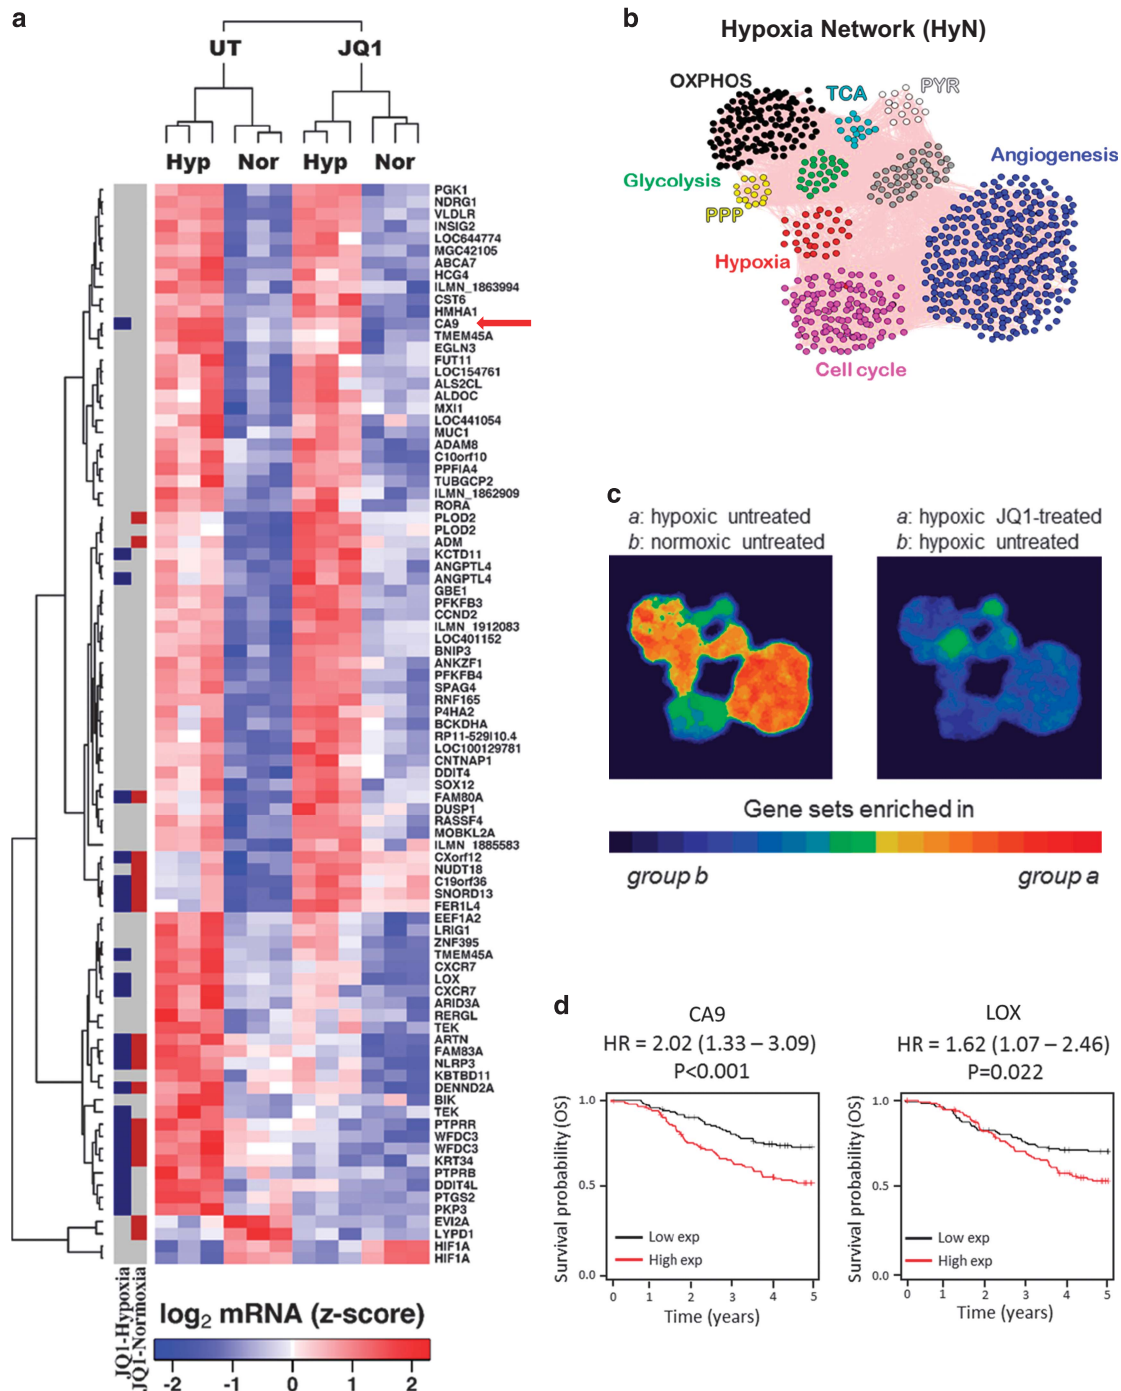 a
UT
JQ1
Hyp
Nor
Hyp
Nor
PGK1
NDRG1
VLDLR
INSIG2
LOC644774
MGC42105
ABCA7
HCG4
ILMN_1863994
CST6
HMHA1
CA9
TMEM45A
EGLN3
FUT11
LOC154761
ALS2CL
ALDOC
MXI1
LOC441054
MUC1
ADAM8
C10orf10
PPFIA4
TUBGCP2
ILMN_1862909
RORA
PLOD2
PLOD2
ADM
KCTD11
ANGPTL4
ANGPTL4
GBE1
PFKFB3
CCND2
ILMN_1912083
LOC401152
BNIP3
ANKZF1
PFKFB4
SPAG4
RNF165
P4HA2
BCKDHA
RP11-529I10.4
LOC100129781
CNTNAP1
DDIT4
SOX12
FAM80A
DUSP1
RASSF4
MOBKL2A
ILMN_1885583
CXorf12
NUDT18
C19orf36
SNORD13
FER1L4
EEF1A2
LRIG1
ZNF395
TMEM45A
CXCR7
LOX
CXCR7
ARID3A
RERGL
TEK
ARTN
FAM83A
NLRP3
KBTBD11
DENND2A
BIK
TEK
PTPRR
WFDC3
WFDC3
KRT34
PTPRB
DDIT4L
PTGS2
PKP3
EVI2A
LYPD1
HIF1A
HIF1A
JQ1-Hypoxia
JQ1-Normoxia
log2 mRNA (z-score)
-2 -1 0 1 2
b
Hypoxia Network (HyN)
OXPHOS
TCA
PYR
Angiogenesis
Glycolysis
PPP
Hypoxia
Cell cycle
c
a: hypoxic untreated
b: normoxic untreated
a: hypoxic JQ1-treated
b: hypoxic untreated
Gene sets enriched in
group b
group a
d
CA9
HR = 2.02 (1.33 – 3.09)
P<0.001
Survival probability (OS)
1.0
0.5
0.0
Low exp
High exp
0 1 2 3 4 5
Time (years)
LOX
HR = 1.62 (1.07 – 2.46)
P=0.022
Survival probability (OS)
1.0
0.5
0.0
Low exp
High exp
0 1 2 3 4 5
Time (years)